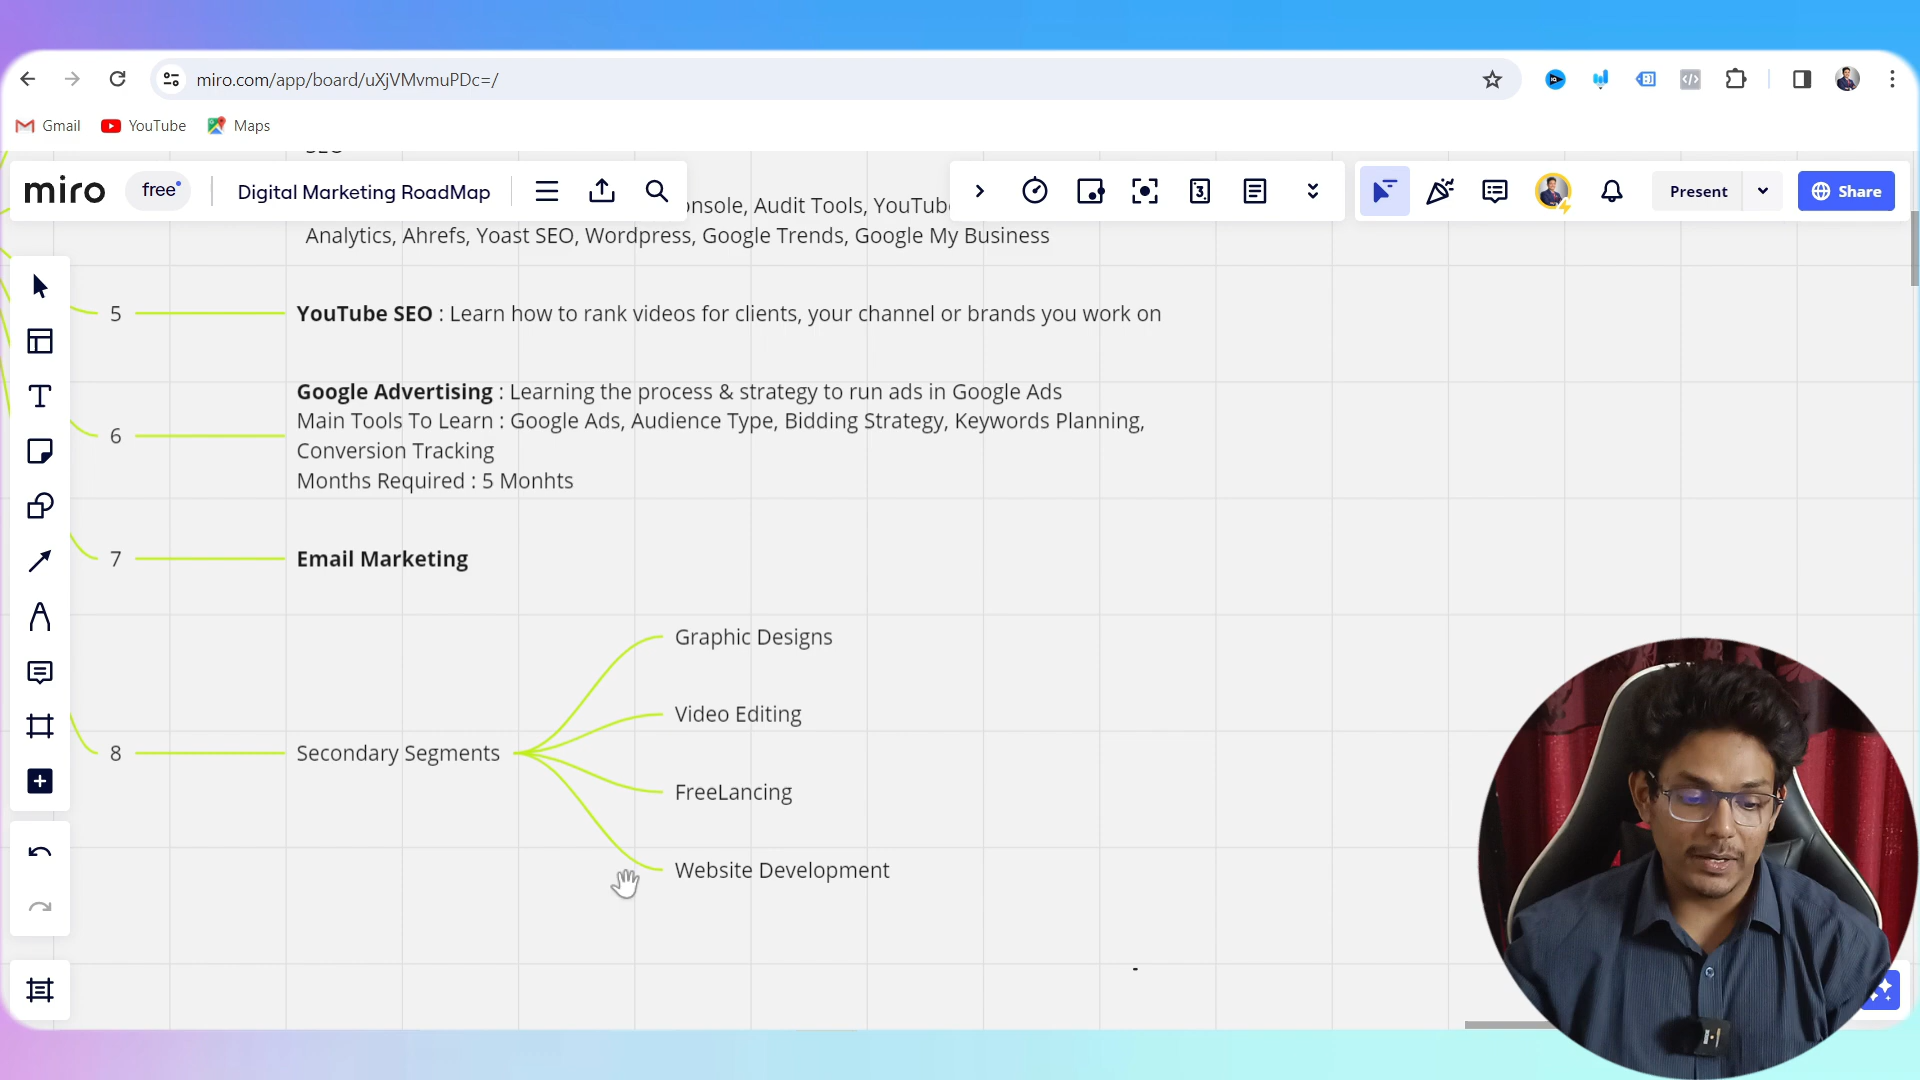 miro.com/app/board/uXjVMvmuPDc=/
Gmail
YouTube
Maps
SEO
miro
free
Digital Marketing RoadMap
Present
Share
onsole, Audit Tools, YouTube
Analytics, Ahrefs, Yoast SEO, Wordpress, Google Trends, Google My Business
5
YouTube SEO : Learn how to rank videos for clients, your channel or brands you work on
6
Google Advertising : Learning the process & strategy to run ads in Google Ads
Main Tools To Learn : Google Ads, Audience Type, Bidding Strategy, Keywords Planning,
Conversion Tracking
Months Required : 5 Monhts
7
Email Marketing
8
Secondary Segments
Graphic Designs
Video Editing
FreeLancing
Website Development
-